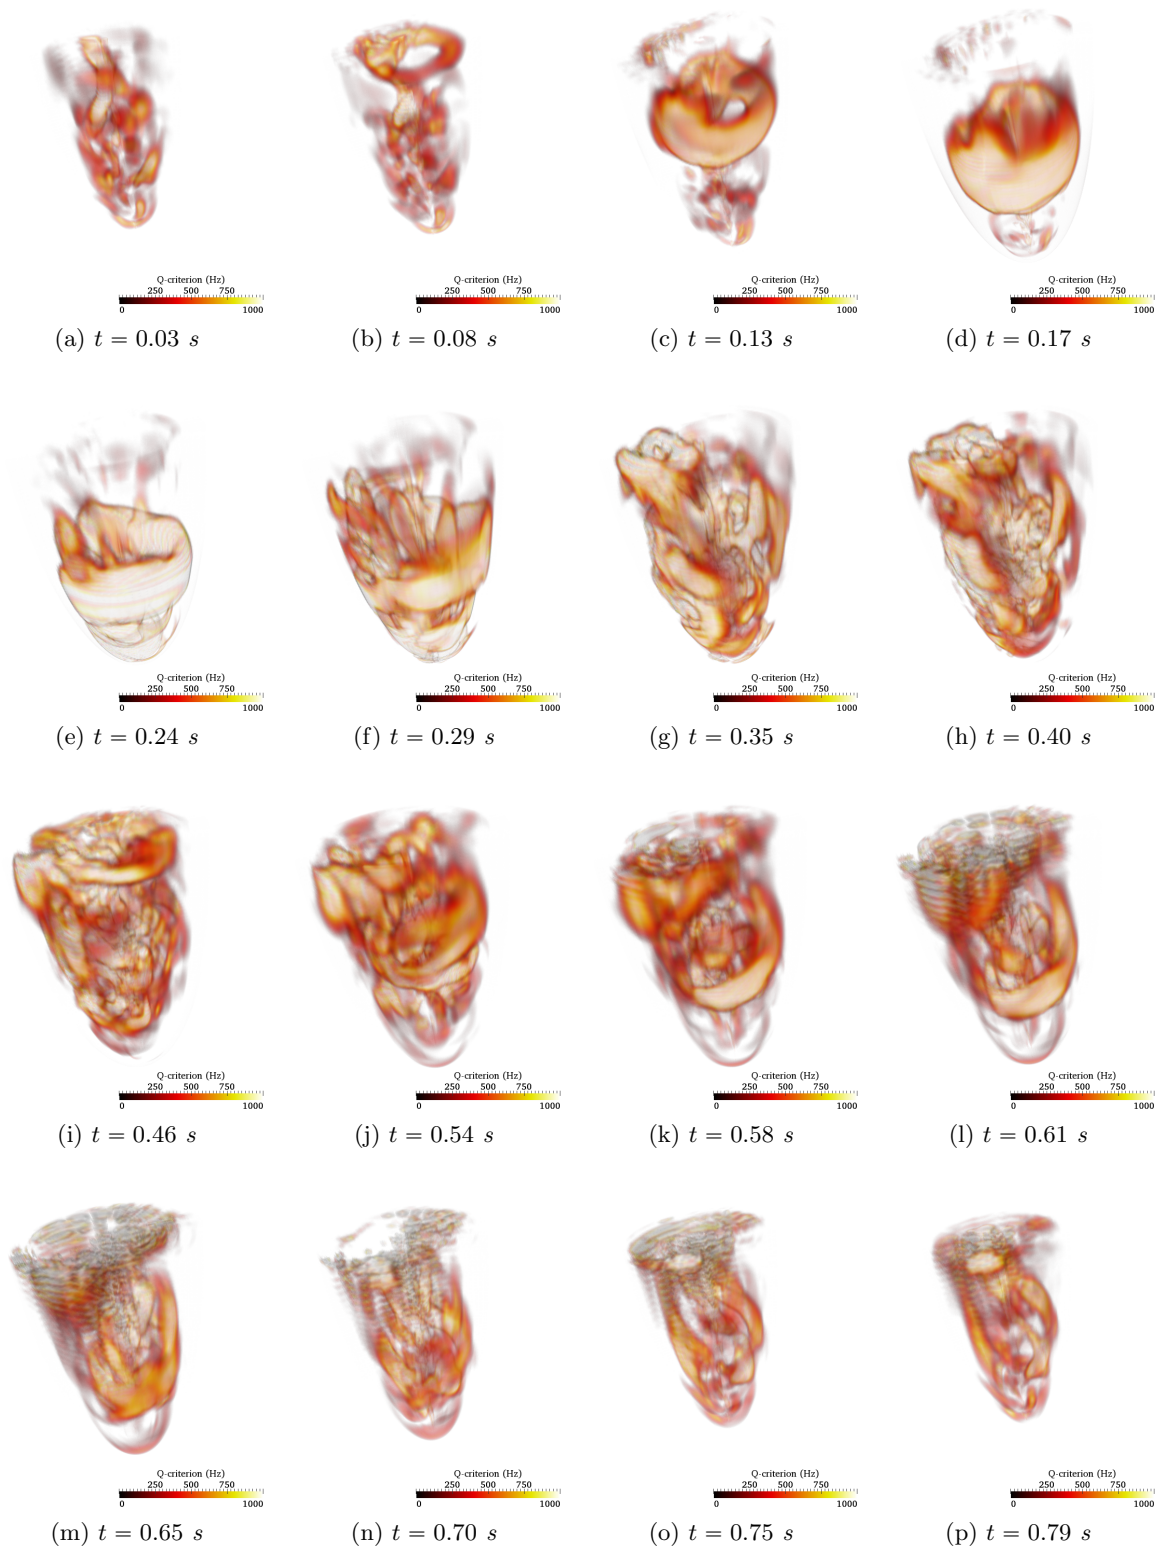 Q-criterion (Hz) Q-criterion (Hz) Q-criterion (Hz) Q-criterion (Hz)
250 500 750 250 500 750 250 500 750 250 500 750
0 1000 0 1000 0 1000 0 1000
(a) t = 0.03 s (b) t = 0.08 s (c) t = 0.13 s (d) t = 0.17 s
Q-criterion (Hz) Q-criterion (Hz) Q-criterion (Hz) Q-criterion (Hz)
250 500 750 250 500 750 250 500 750 250 500 750
0 1000 0 1000 0 1000 0 1000
(e) t = 0.24 s (f) t = 0.29 s (g) t = 0.35 s (h) t = 0.40 s
Q-criterion (Hz) Q-criterion (Hz) Q-criterion (Hz) Q-criterion (Hz)
250 500 750 250 500 750 250 500 750 250 500 750
0 1000 0 1000 0 1000 0 1000
(i) t = 0.46 s (j) t = 0.54 s (k) t = 0.58 s (l) t = 0.61 s
Q-criterion (Hz) Q-criterion (Hz) Q-criterion (Hz) Q-criterion (Hz)
250 500 750 250 500 750 250 500 750 250 500 750
0 1000 0 1000 0 1000 0 1000
(m) t = 0.65 s (n) t = 0.70 s (o) t = 0.75 s (p) t = 0.79 s